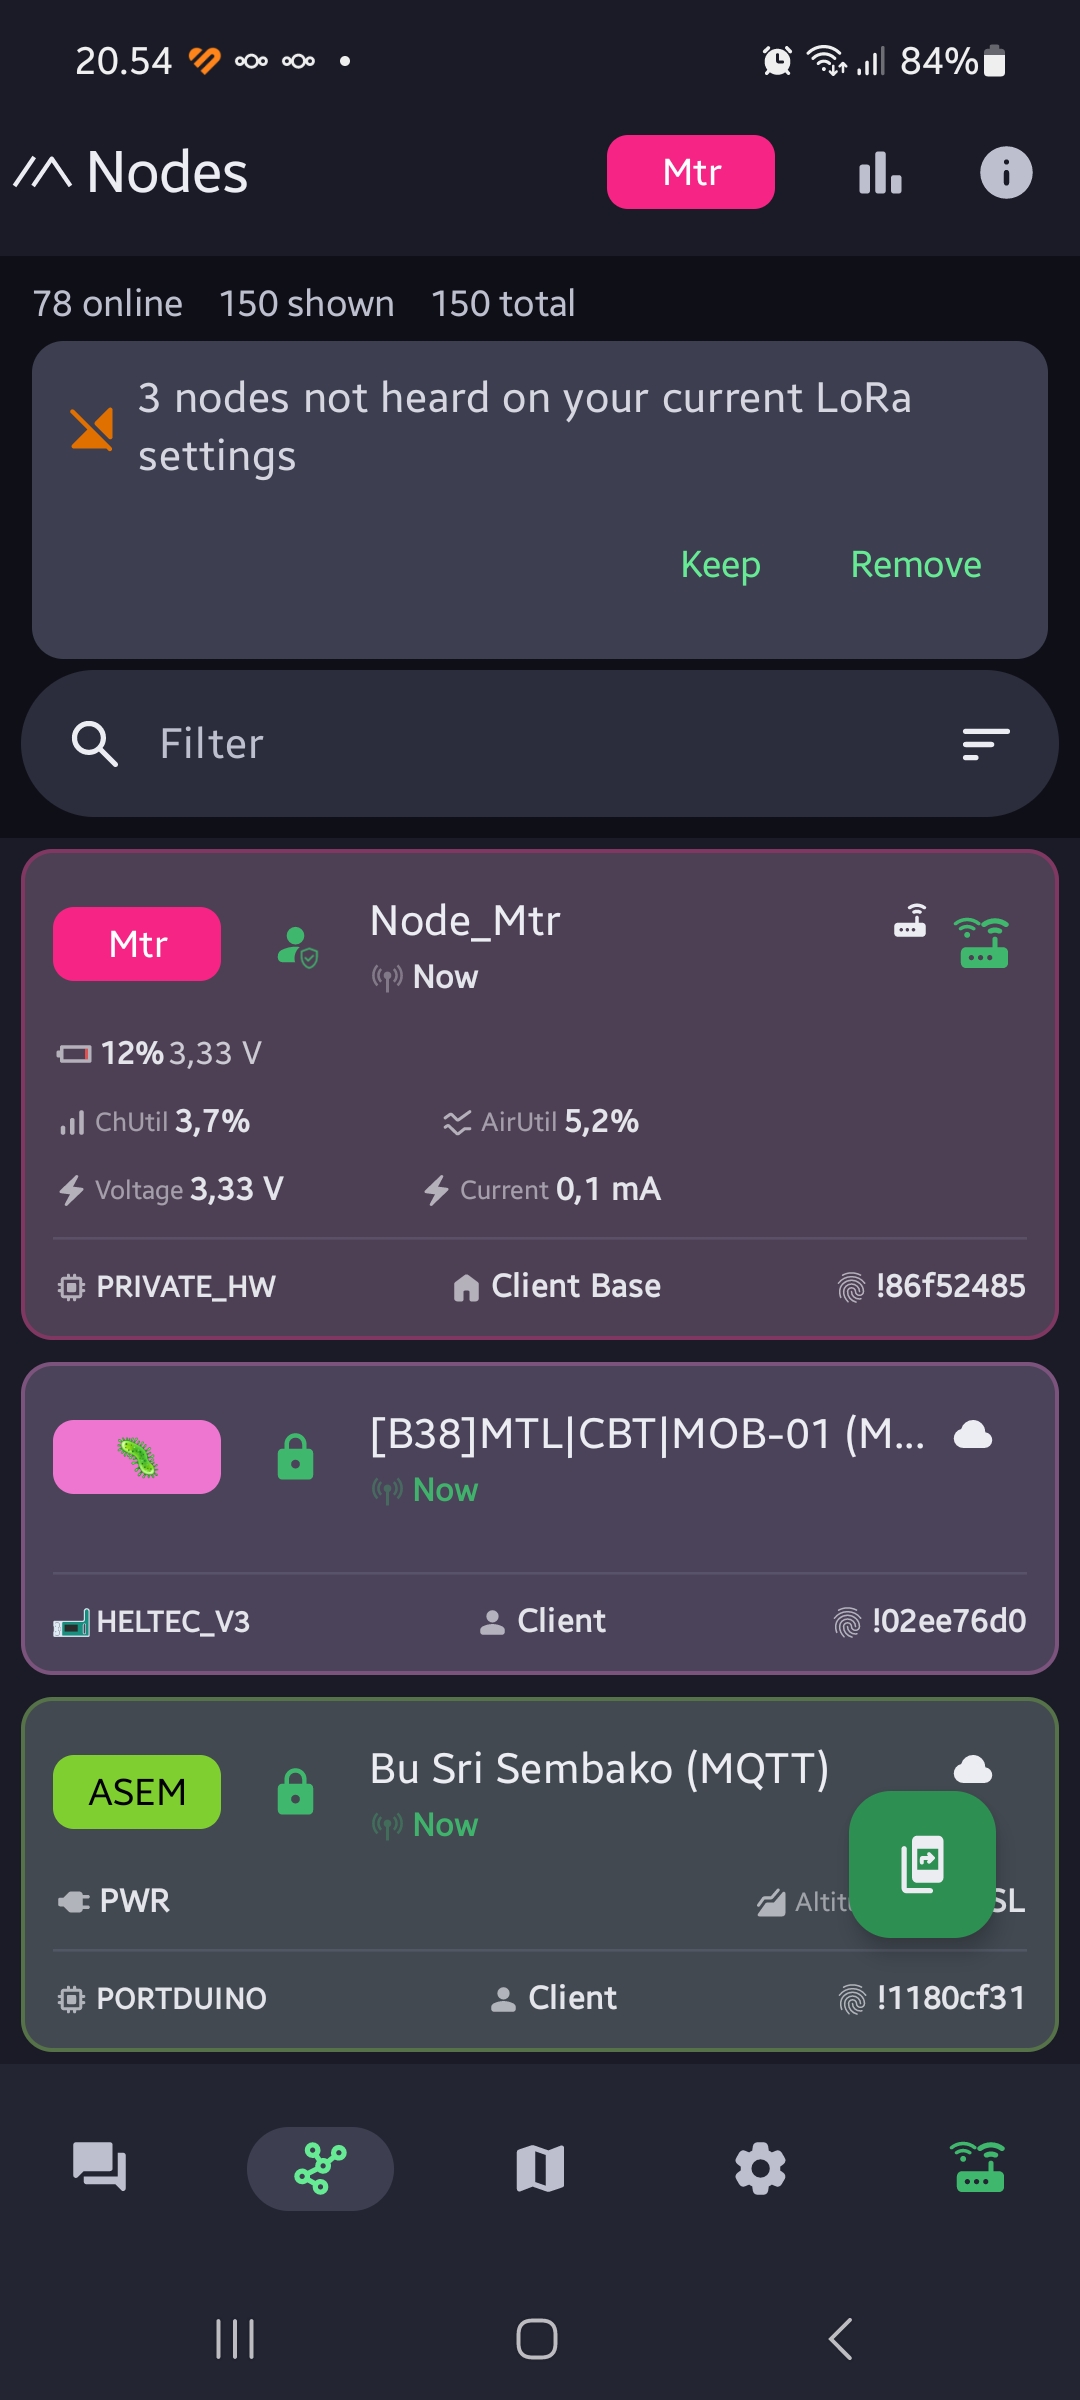 20.54 84%
Nodes Mtr
78 online 150 shown 150 total
3 nodes not heard on your current LoRa
settings
Keep Remove
Filter
Mtr Node_Mtr
Now
12% 3,33 V
ChUtil 3,7% AirUtil 5,2%
Voltage 3,33 V Current 0,1 mA
PRIVATE_HW Client Base !86f52485
[B38]MTL|CBT|MOB-01 (M...
Now
HELTEC_V3 Client !02ee76d0
ASEM Bu Sri Sembako (MQTT)
Now
PWR
PORTDUINO Client !1180cf31